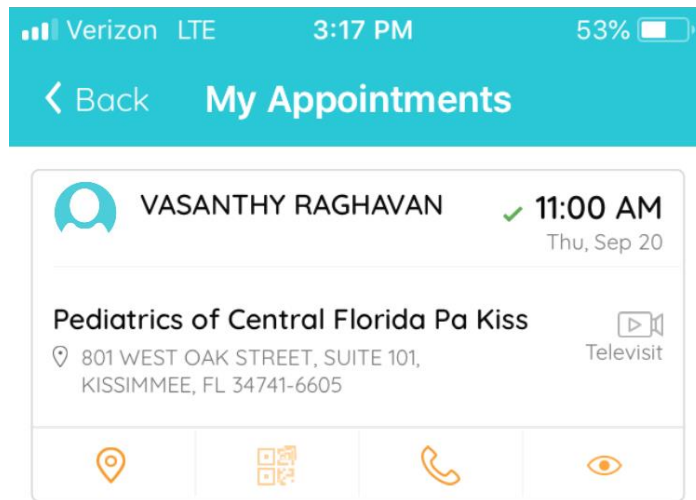 Verizon LTE 3:17 PM 53%
Back My Appointments
VASANTHY RAGHAVAN 11:00 AM
Thu, Sep 20
Pediatrics of Central Florida Pa Kiss
801 WEST OAK STREET, SUITE 101,
KISSIMMEE, FL 34741-6605
Televisit